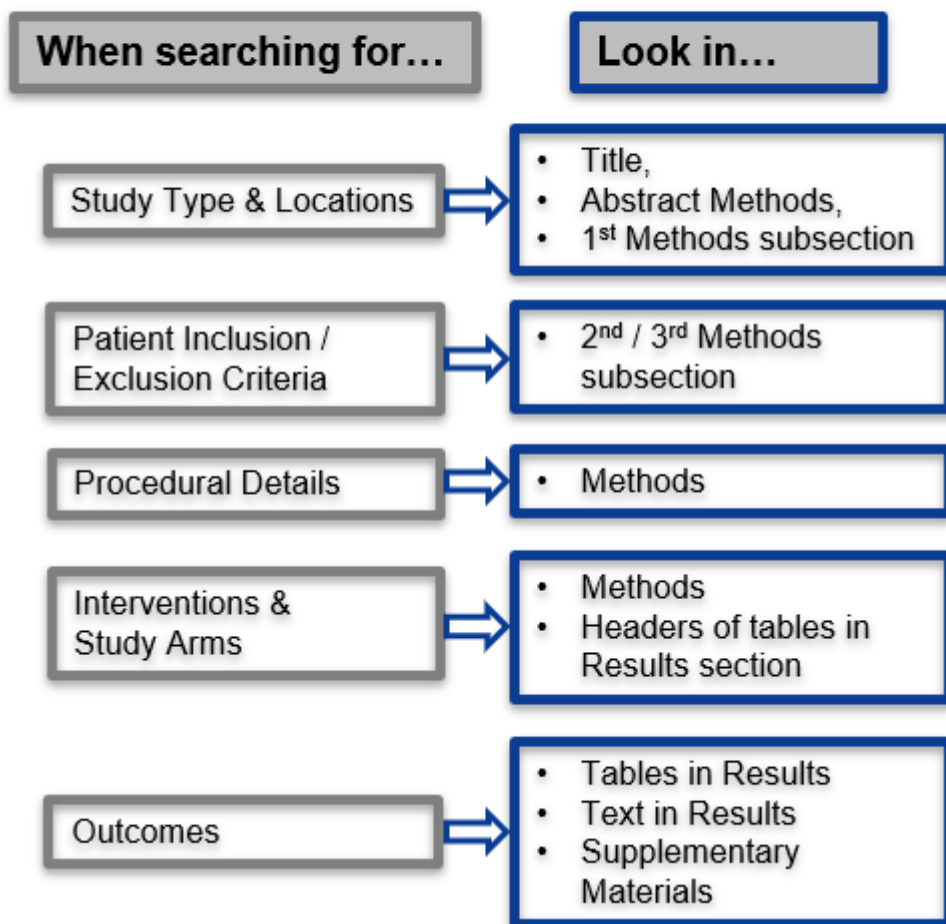 When searching for…
Look in…
Study Type & Locations
• Title,
• Abstract Methods,
• 1st Methods subsection
Patient Inclusion /
Exclusion Criteria
• 2nd / 3rd Methods
subsection
Procedural Details
• Methods
Interventions &
Study Arms
• Methods
• Headers of tables in
Results section
Outcomes
• Tables in Results
• Text in Results
• Supplementary
Materials